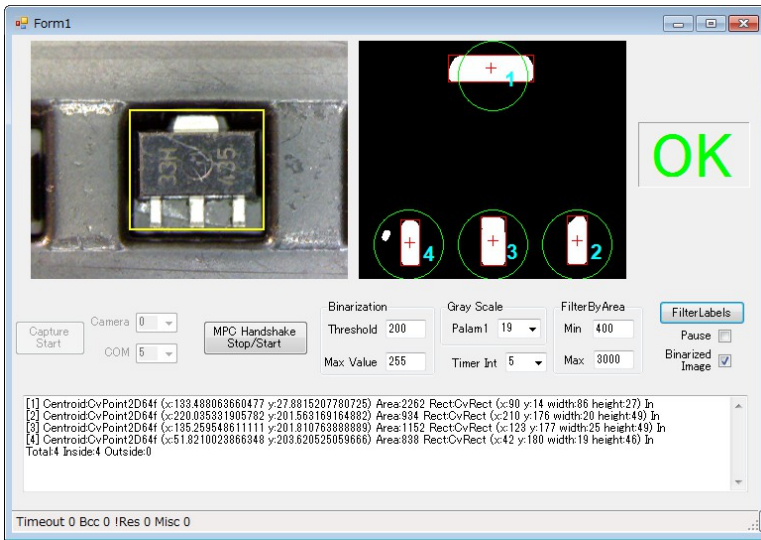 Form1
33H 435
1
4 3 2
OK
Capture Start
Camera 0
COM 5
MPC Handshake Stop/Start
Binarization
Threshold 200
Max Value 255
Gray Scale
Palam1 19
Timer Int 5
FilterByArea
Min 400
Max 3000
FilterLabels
Pause
Binarized Image
[1] Centroid:CvPoint2D64f (x:133.488063660477 y:27.8815207780725) Area:2262 Rect:CvRect (x:90 y:14 width:86 height:27) In
[2] Centroid:CvPoint2D64f (x:220.035331905782 y:201.563169164882) Area:934 Rect:CvRect (x:210 y:176 width:20 height:49) In
[3] Centroid:CvPoint2D64f (x:135.259548611111 y:201.810763888889) Area:1152 Rect:CvRect (x:123 y:177 width:25 height:49) In
[4] Centroid:CvPoint2D64f (x:51.8210023866348 y:203.620525059666) Area:838 Rect:CvRect (x:42 y:180 width:19 height:46) In
Total:4 Inside:4 Outside:0
Timeout 0 Bcc 0 !Res 0 Misc 0